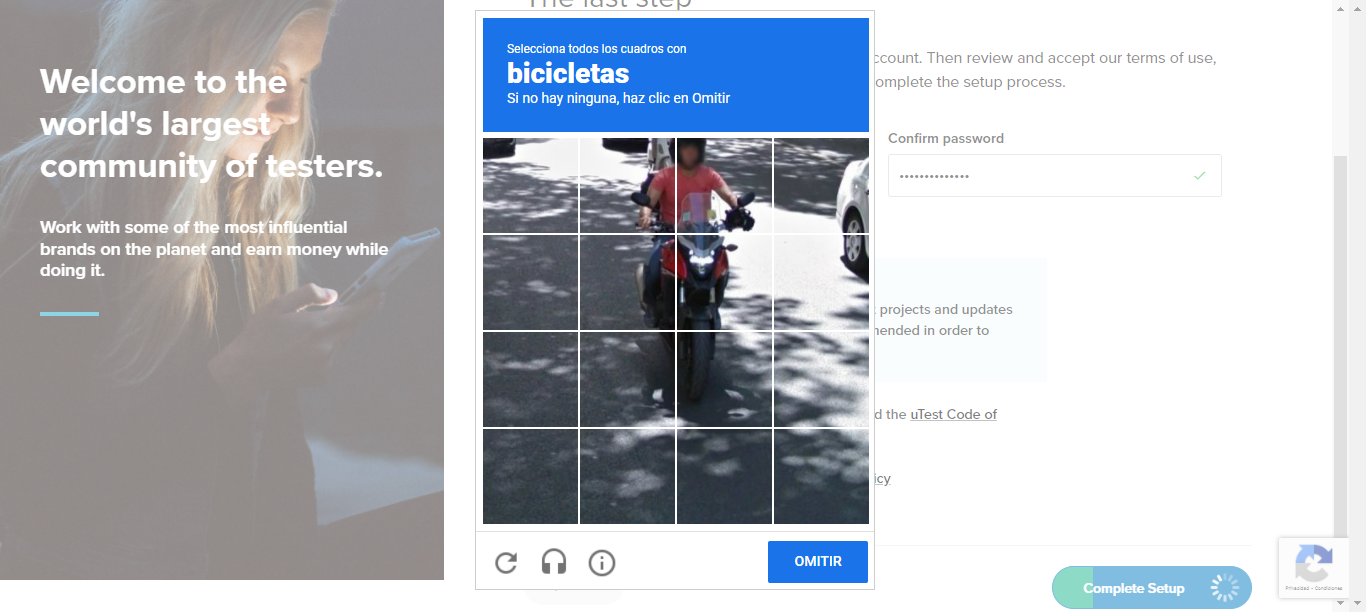 Welcome to the
world's largest
community of testers.
Work with some of the most influential
brands on the planet and earn money while
doing it.
The last step
Selecciona todos los cuadros con
bicicletas
Si no hay ninguna, haz clic en Omitir
OMITIR
ccount. Then review and accept our terms of use,
omplete the setup process.
Confirm password
projects and updates
nended in order to
d the uTest Code of
icy
Complete Setup
Privacidad - Condiciones